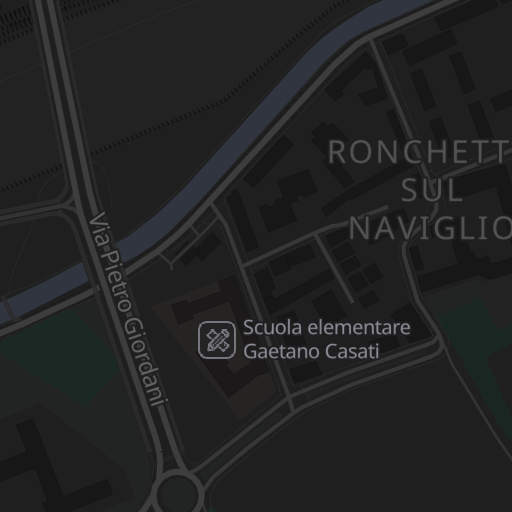 RONCHETT
SUL
NAVIGLIO
Via Pietro Giordani
Scuola elementare
Gaetano Casati